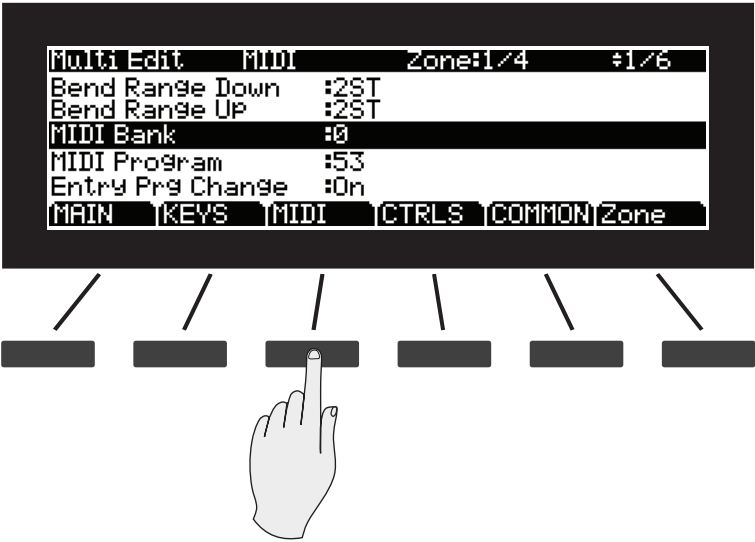 Multi Edit MIDI Zone:1/4 ÷1/6
Bend Range Down :2ST
Bend Range Up :2ST
MIDI Bank :0
MIDI Program :53
Entry Prg Change :On
MAIN KEYS MIDI CTRLS COMMON Zone